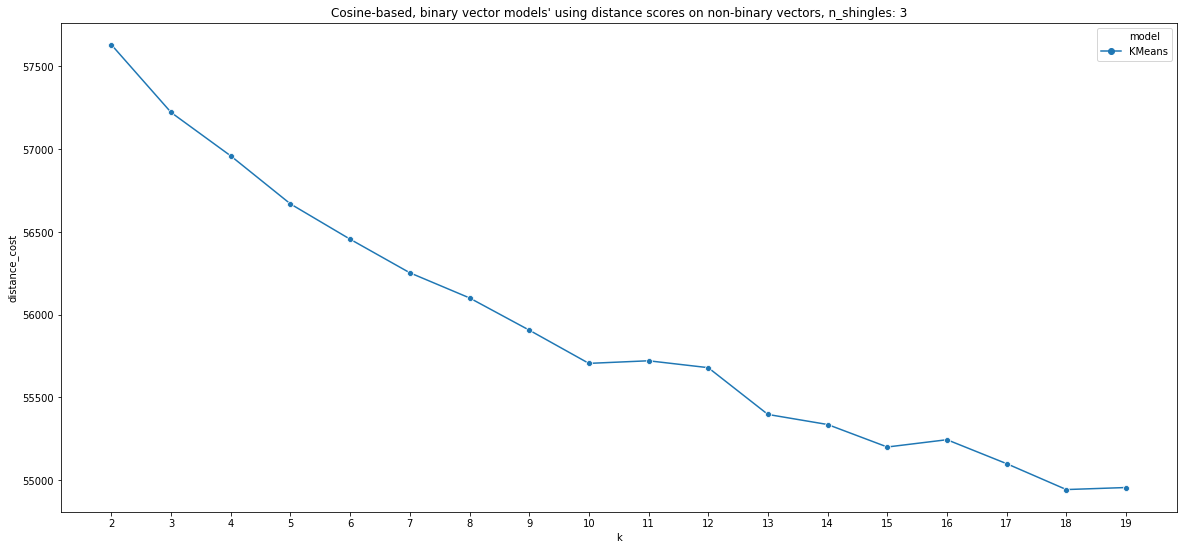 Cosine-based, binary vector models' using distance scores on non-binary vectors, n_shingles: 3
model
KMeans
57500
57000
56500
56000
55500
55000
distance_cost
2 3 4 5 6 7 8 9 10 11 12 13 14 15 16 17 18 19
k